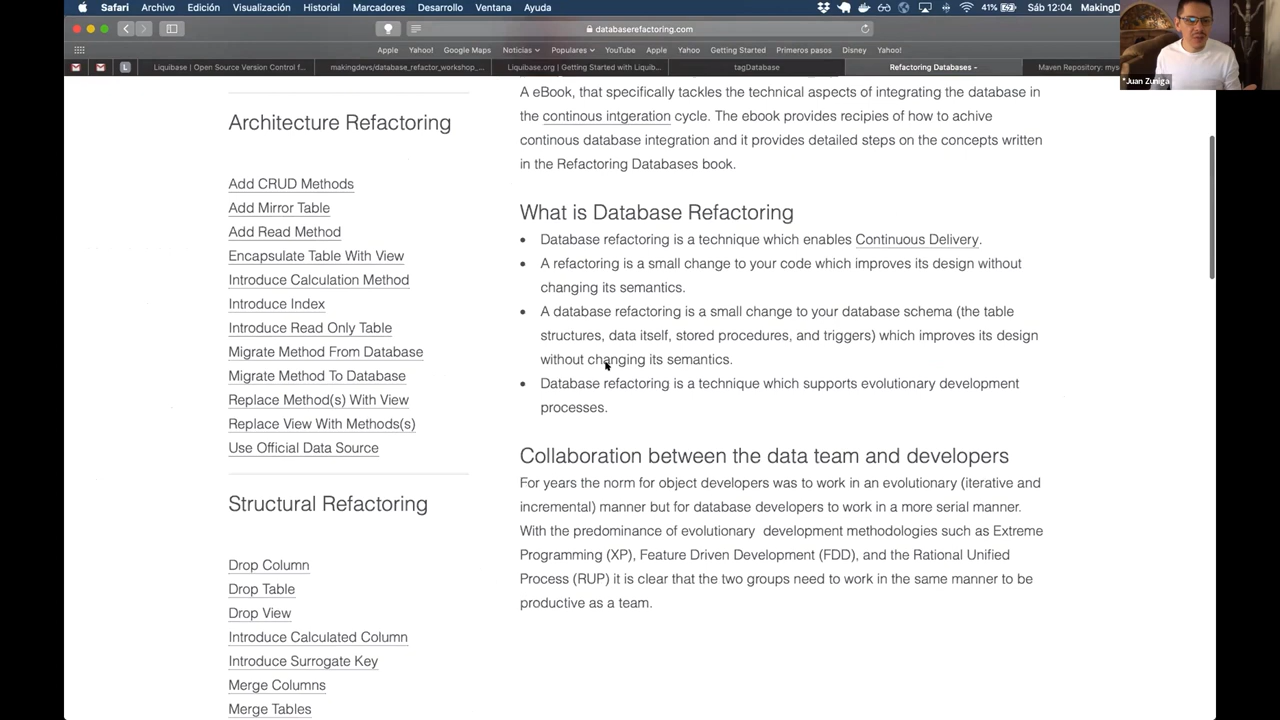 Safari Archivo Edición Visualización Historial Marcadores Desarrollo Ventana Ayuda 41% Sáb 12:04 MakingD
databaserefactoring.com
Apple Yahoo! Google Maps Noticias Populares YouTube Apple Yahoo Getting Started Primeros pasos Disney Yahoo!
L Liquibase | Open Source Version Control f... makingdevs/database_refactor_workshop_... Liquibase.org | Getting Started with Liquib... tagDatabase Refactoring Databases - Maven Repository: mys
*Juan Zuniga
Architecture Refactoring
Add CRUD Methods
Add Mirror Table
Add Read Method
Encapsulate Table With View
Introduce Calculation Method
Introduce Index
Introduce Read Only Table
Migrate Method From Database
Migrate Method To Database
Replace Method(s) With View
Replace View With Methods(s)
Use Official Data Source
Structural Refactoring
Drop Column
Drop Table
Drop View
Introduce Calculated Column
Introduce Surrogate Key
Merge Columns
Merge Tables
A eBook, that specifically tackles the technical aspects of integrating the database in
the continous intgeration cycle. The ebook provides recipies of how to achive
continous database integration and it provides detailed steps on the concepts written
in the Refactoring Databases book.
What is Database Refactoring
• Database refactoring is a technique which enables Continuous Delivery.
• A refactoring is a small change to your code which improves its design without
changing its semantics.
• A database refactoring is a small change to your database schema (the table
structures, data itself, stored procedures, and triggers) which improves its design
without changing its semantics.
• Database refactoring is a technique which supports evolutionary development
processes.
Collaboration between the data team and developers
For years the norm for object developers was to work in an evolutionary (iterative and
incremental) manner but for database developers to work in a more serial manner.
With the predominance of evolutionary development methodologies such as Extreme
Programming (XP), Feature Driven Development (FDD), and the Rational Unified
Process (RUP) it is clear that the two groups need to work in the same manner to be
productive as a team.